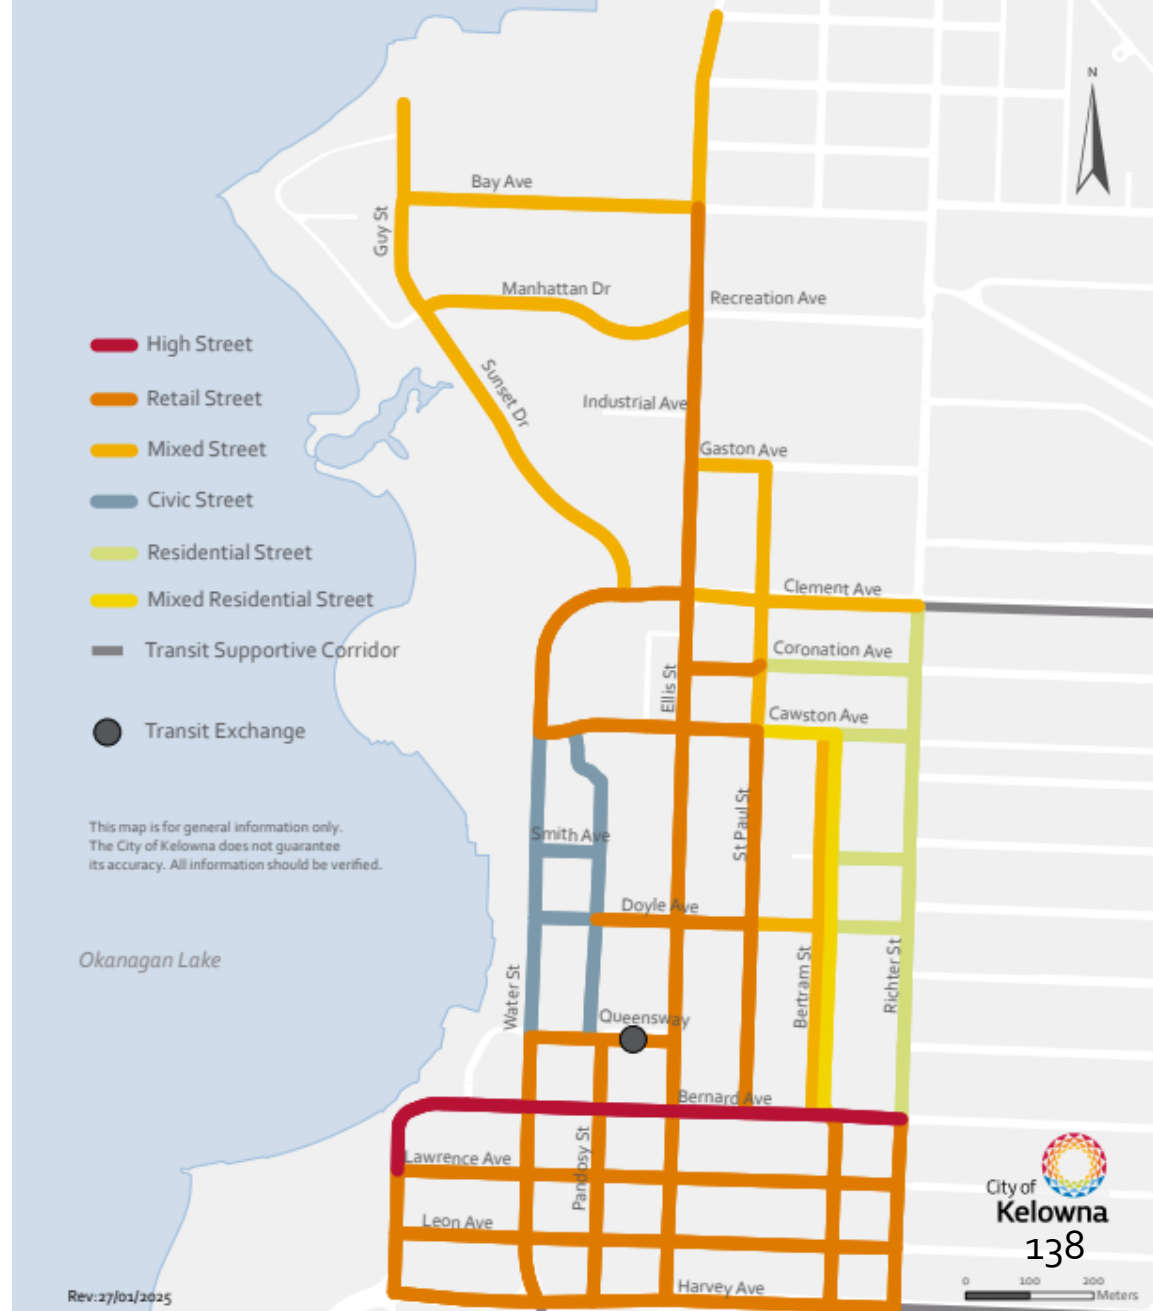 N
Bay Ave
Guy St
Manhattan Dr
Recreation Ave
High Street
Sunset Dr
Retail Street
Industrial Ave
Mixed Street
Gaston Ave
Civic Street
Residential Street
Clement Ave
Mixed Residential Street
Transit Supportive Corridor
Coronation Ave
Ellis St
Cawston Ave
Transit Exchange
St Paul St
This map is for general information only.
The City of Kelowna does not guarantee
its accuracy. All information should be verified.
Smith Ave
Doyle Ave
Okanagan Lake
Water St
Bertram St
Richter St
Queensway
Bernard Ave
Pandosy St
Lawrence Ave
Leon Ave
City of
Kelowna
138
Harvey Ave
0 100 200
Meters
Rev:27/01/2025